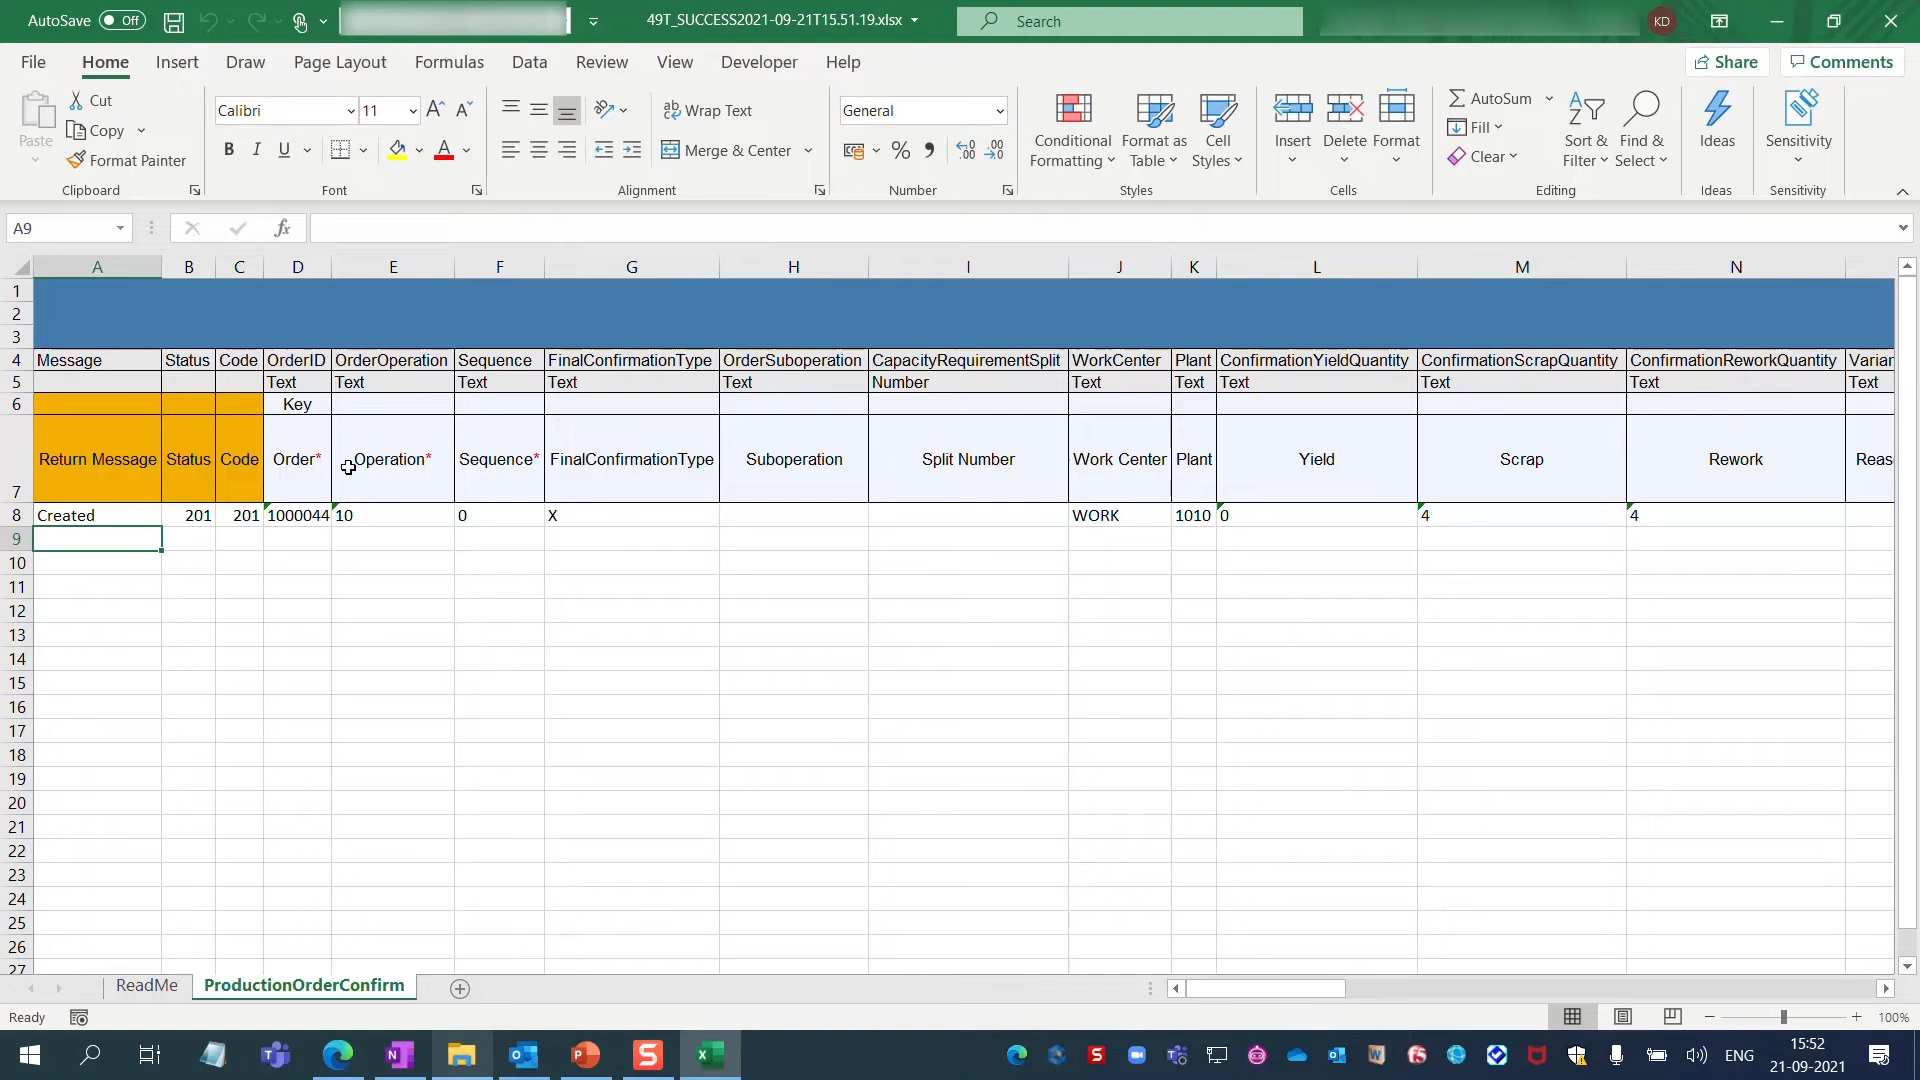 AutoSave Off 49T_SUCCESS2021-09-21T15.51.19.xlsx Search KD
File Home Insert Draw Page Layout Formulas Data Review View Developer Help Share Comments
Paste Cut Copy Format Painter Clipboard
Calibri 11 B I U A Font
Wrap Text Merge & Center Alignment
General % Number
Conditional Formatting Format as Table Cell Styles Styles
Insert Delete Format Cells
AutoSum Fill Clear Sort & Filter Find & Select Editing
Ideas Ideas
Sensitivity Sensitivity
A9 fx
A B C D E F G H I J K L M N
1
2
3
4 Message Status Code OrderID OrderOperation Sequence FinalConfirmationType OrderSuboperation CapacityRequirementSplit WorkCenter Plant ConfirmationYieldQuantity ConfirmationScrapQuantity ConfirmationReworkQuantity Varian
5 Text Text Text Text Text Number Text Text Text Text Text Text
6 Key
7 Return Message Status Code Order* Operation* Sequence* FinalConfirmationType Suboperation Split Number Work Center Plant Yield Scrap Rework Reas
8 Created 201 201 1000044 10 0 X WORK 1010 0 4 4
9
10
11
12
13
14
15
16
17
18
19
20
21
22
23
24
25
26
27
ReadMe ProductionOrderConfirm
Ready 100%
ENG 15:52
21-09-2021